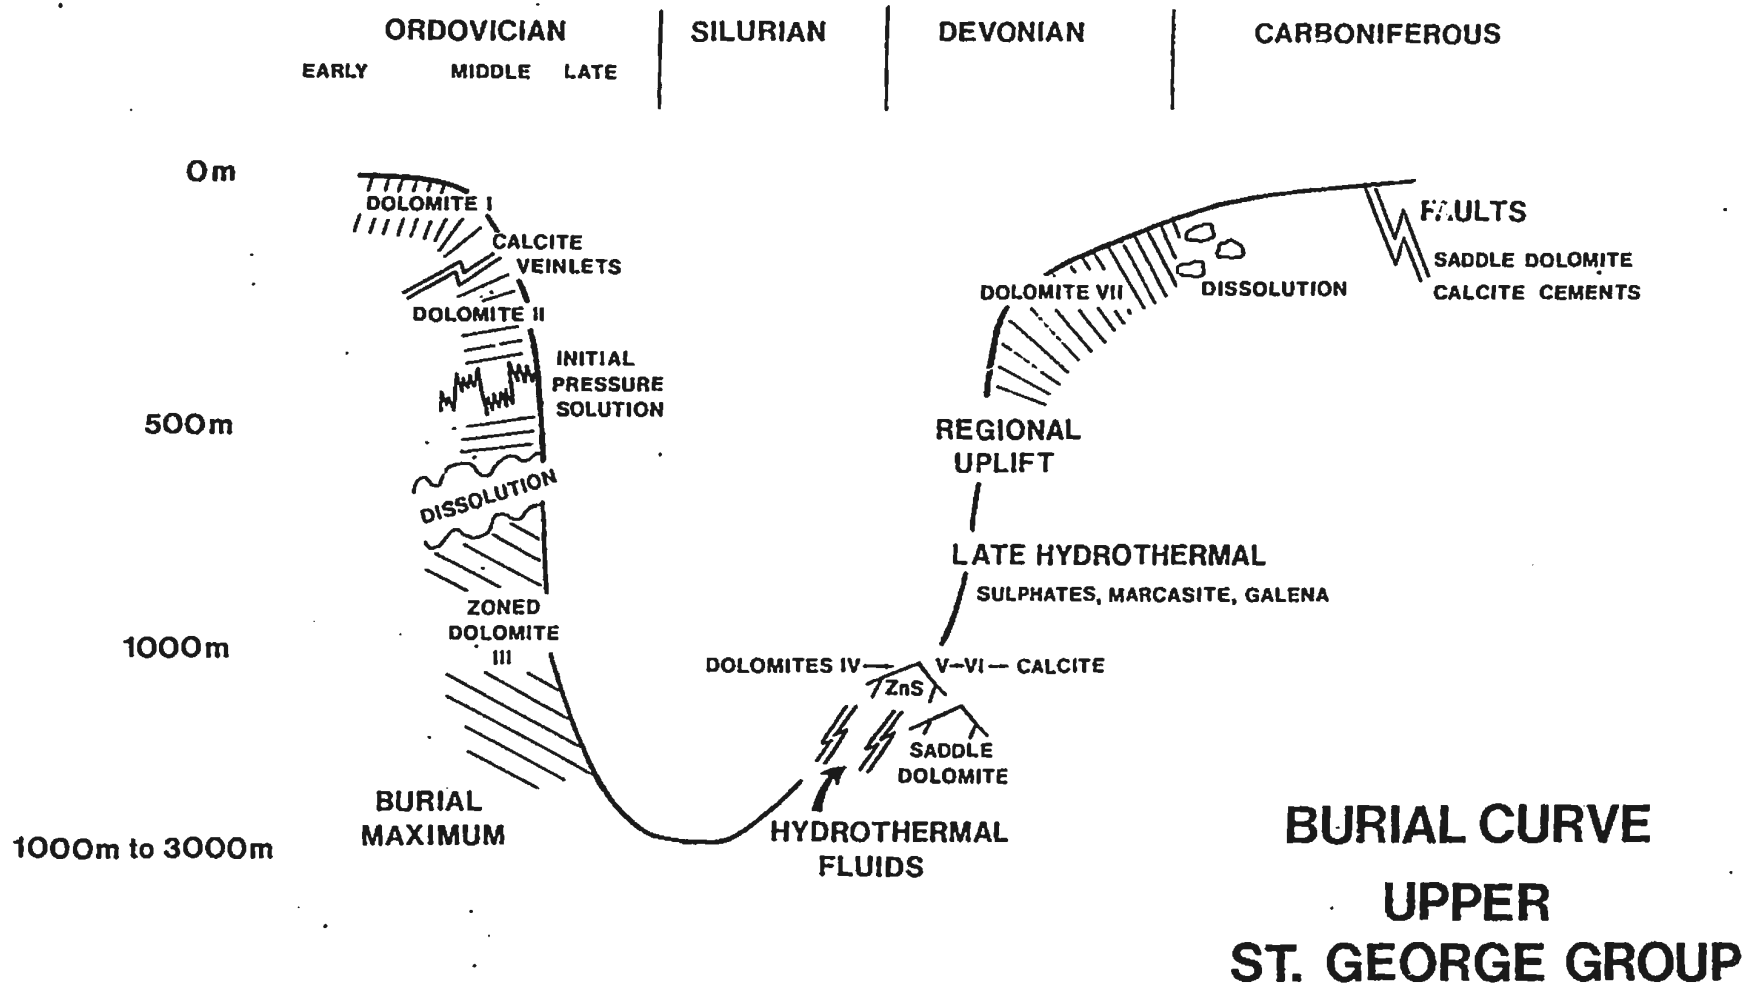 ORDOVICIAN
SILURIAN
DEVONIAN
CARBONIFEROUS
EARLY MIDDLE LATE
0m
DOLOMITE I
CALCITE
VEINLETS
DOLOMITE II
INITIAL
PRESSURE
SOLUTION
500m
DISSOLUTION
ZONED
DOLOMITE
III
1000m
BURIAL
MAXIMUM
1000m to 3000m
HYDROTHERMAL
FLUIDS
SADDLE
DOLOMITE
ZnS
DOLOMITES IV V-VI CALCITE
LATE HYDROTHERMAL
SULPHATES, MARCASITE, GALENA
REGIONAL
UPLIFT
DOLOMITE VII
DISSOLUTION
FAULTS
SADDLE DOLOMITE
CALCITE CEMENTS
BURIAL CURVE
UPPER
ST. GEORGE GROUP